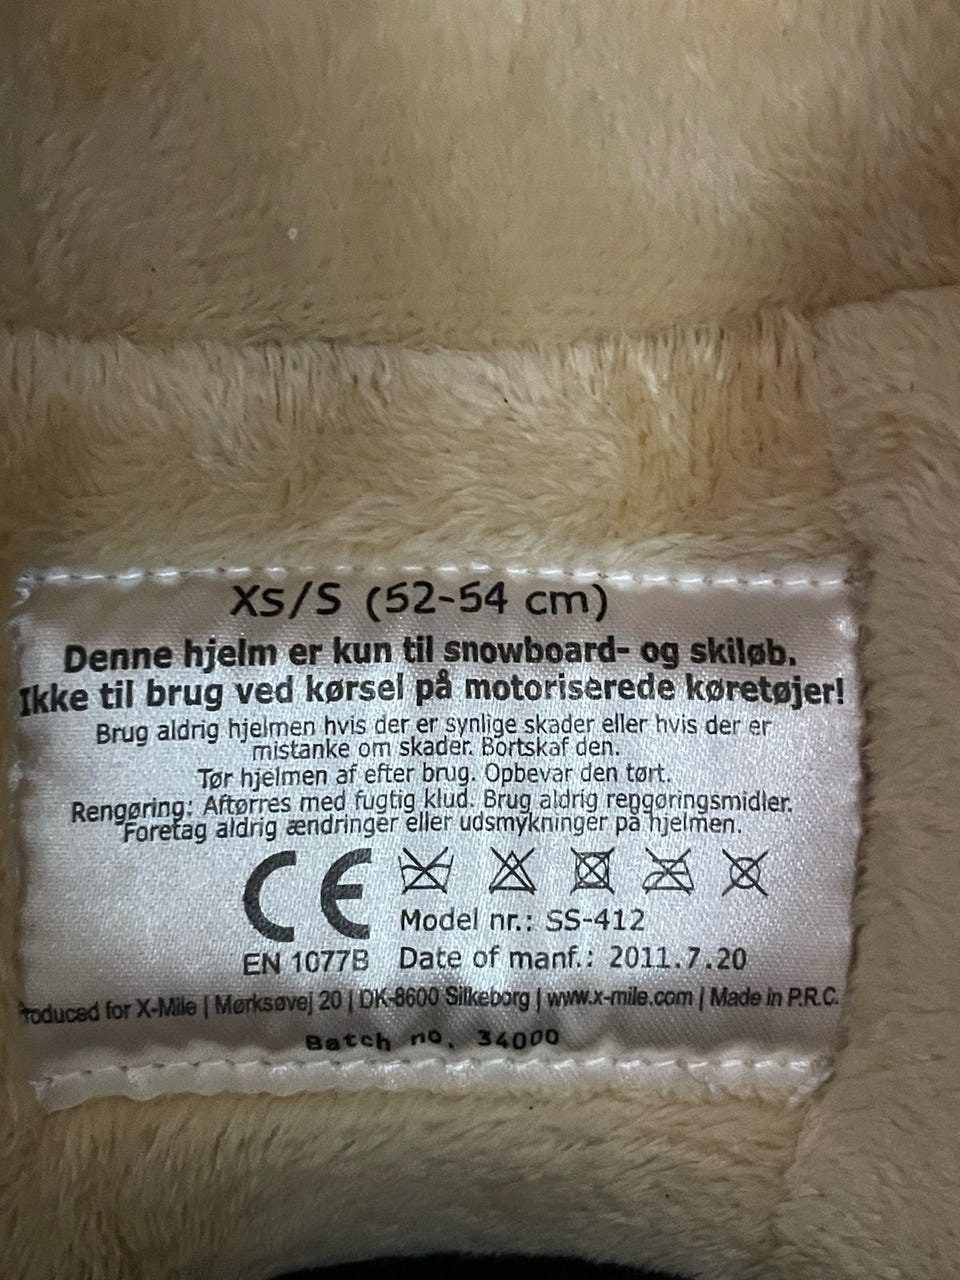 XS/S (52-54 cm)
Denne hjelm er kun til snowboard- og skiløb.
Ikke til brug ved kørsel på motoriserede køretøjer!
Brug aldrig hjelmen hvis der er synlige skader eller hvis der er
mistanke om skader. Bortskaf den.
Tør hjelmen af efter brug. Opbevar den tørt.
Rengøring: Aftørres med fugtig klud. Brug aldrig rengøringsmidler.
Foretag aldrig ændringer eller udsmykninger på hjelmen.
CE
Model nr.: SS-412
EN 1077B Date of manf.: 2011.7.20
Produced for X-Mile | Mørksøvej 20 | DK-8600 Silkeborg | www.x-mile.com | Made in P.R.C.
Batch no. 34000